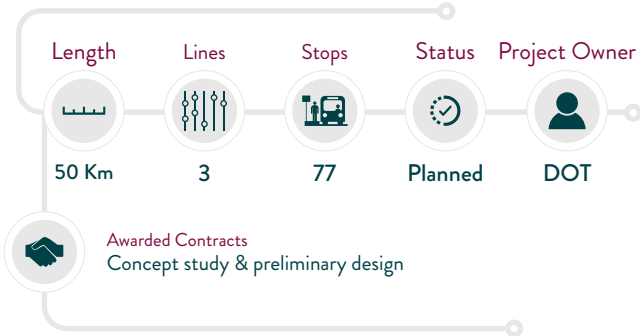 Length Lines Stops Status Project Owner
50 Km 3 77 Planned DOT
Awarded Contracts
Concept study & preliminary design